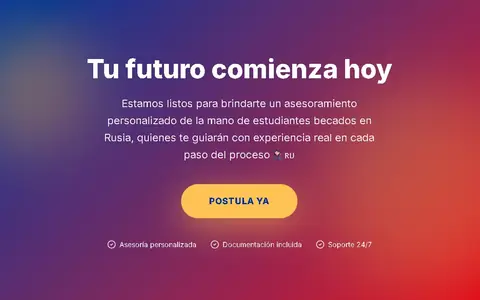 Tu futuro comienza hoy
Estamos listos para brindarte un asesoramiento
personalizado de la mano de estudiantes becados en
Rusia, quienes te guiarán con experiencia real en cada
paso del proceso 🎓 RU
POSTULA YA
Asesoría personalizada
Documentación incluida
Soporte 24/7